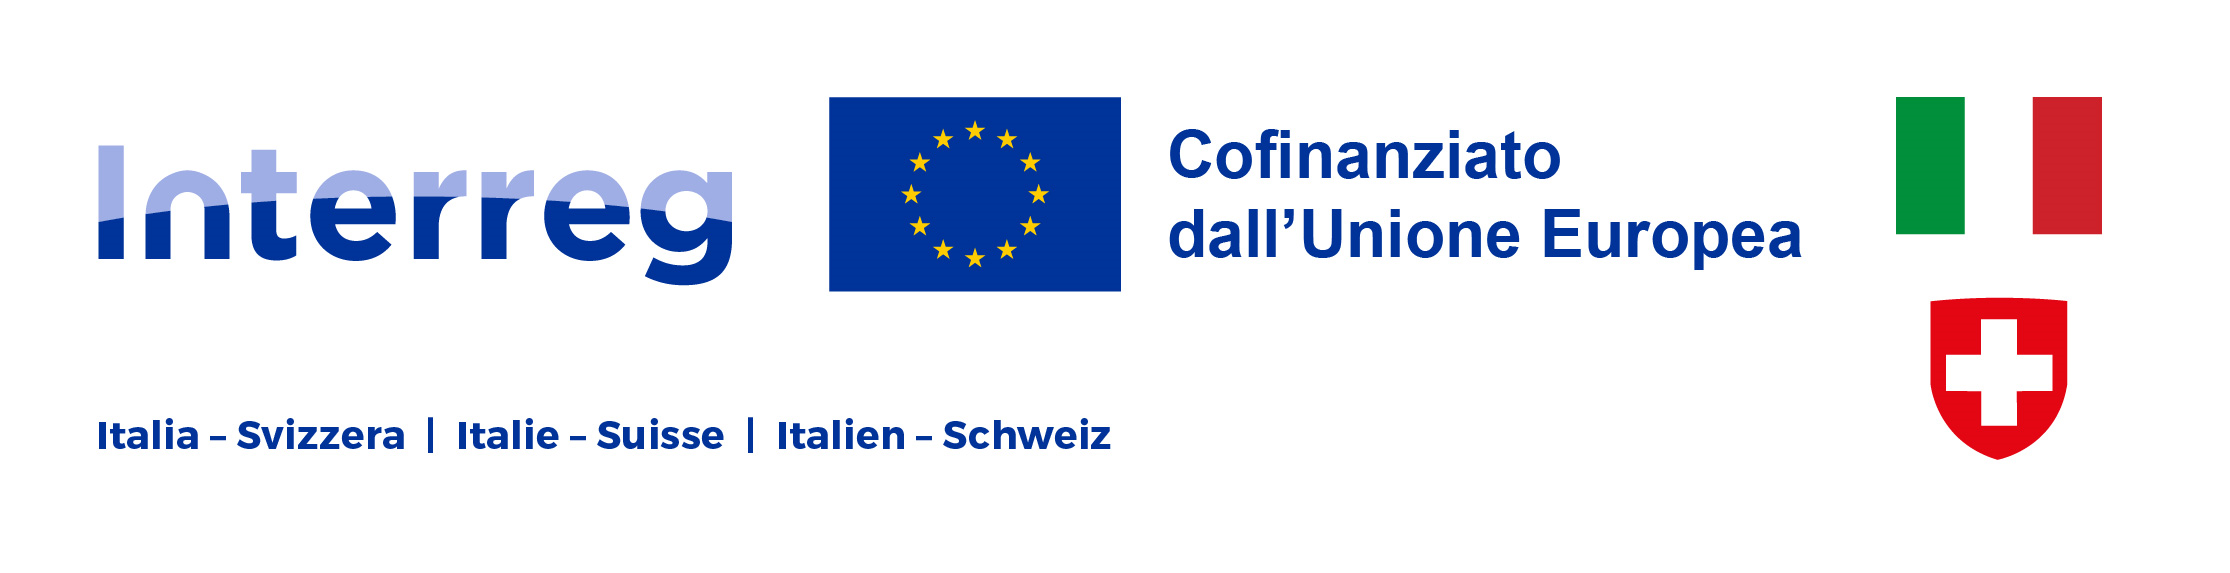 Interreg
Cofinanziato
dall’Unione Europea
Italia – Svizzera | Italie – Suisse | Italien – Schweiz